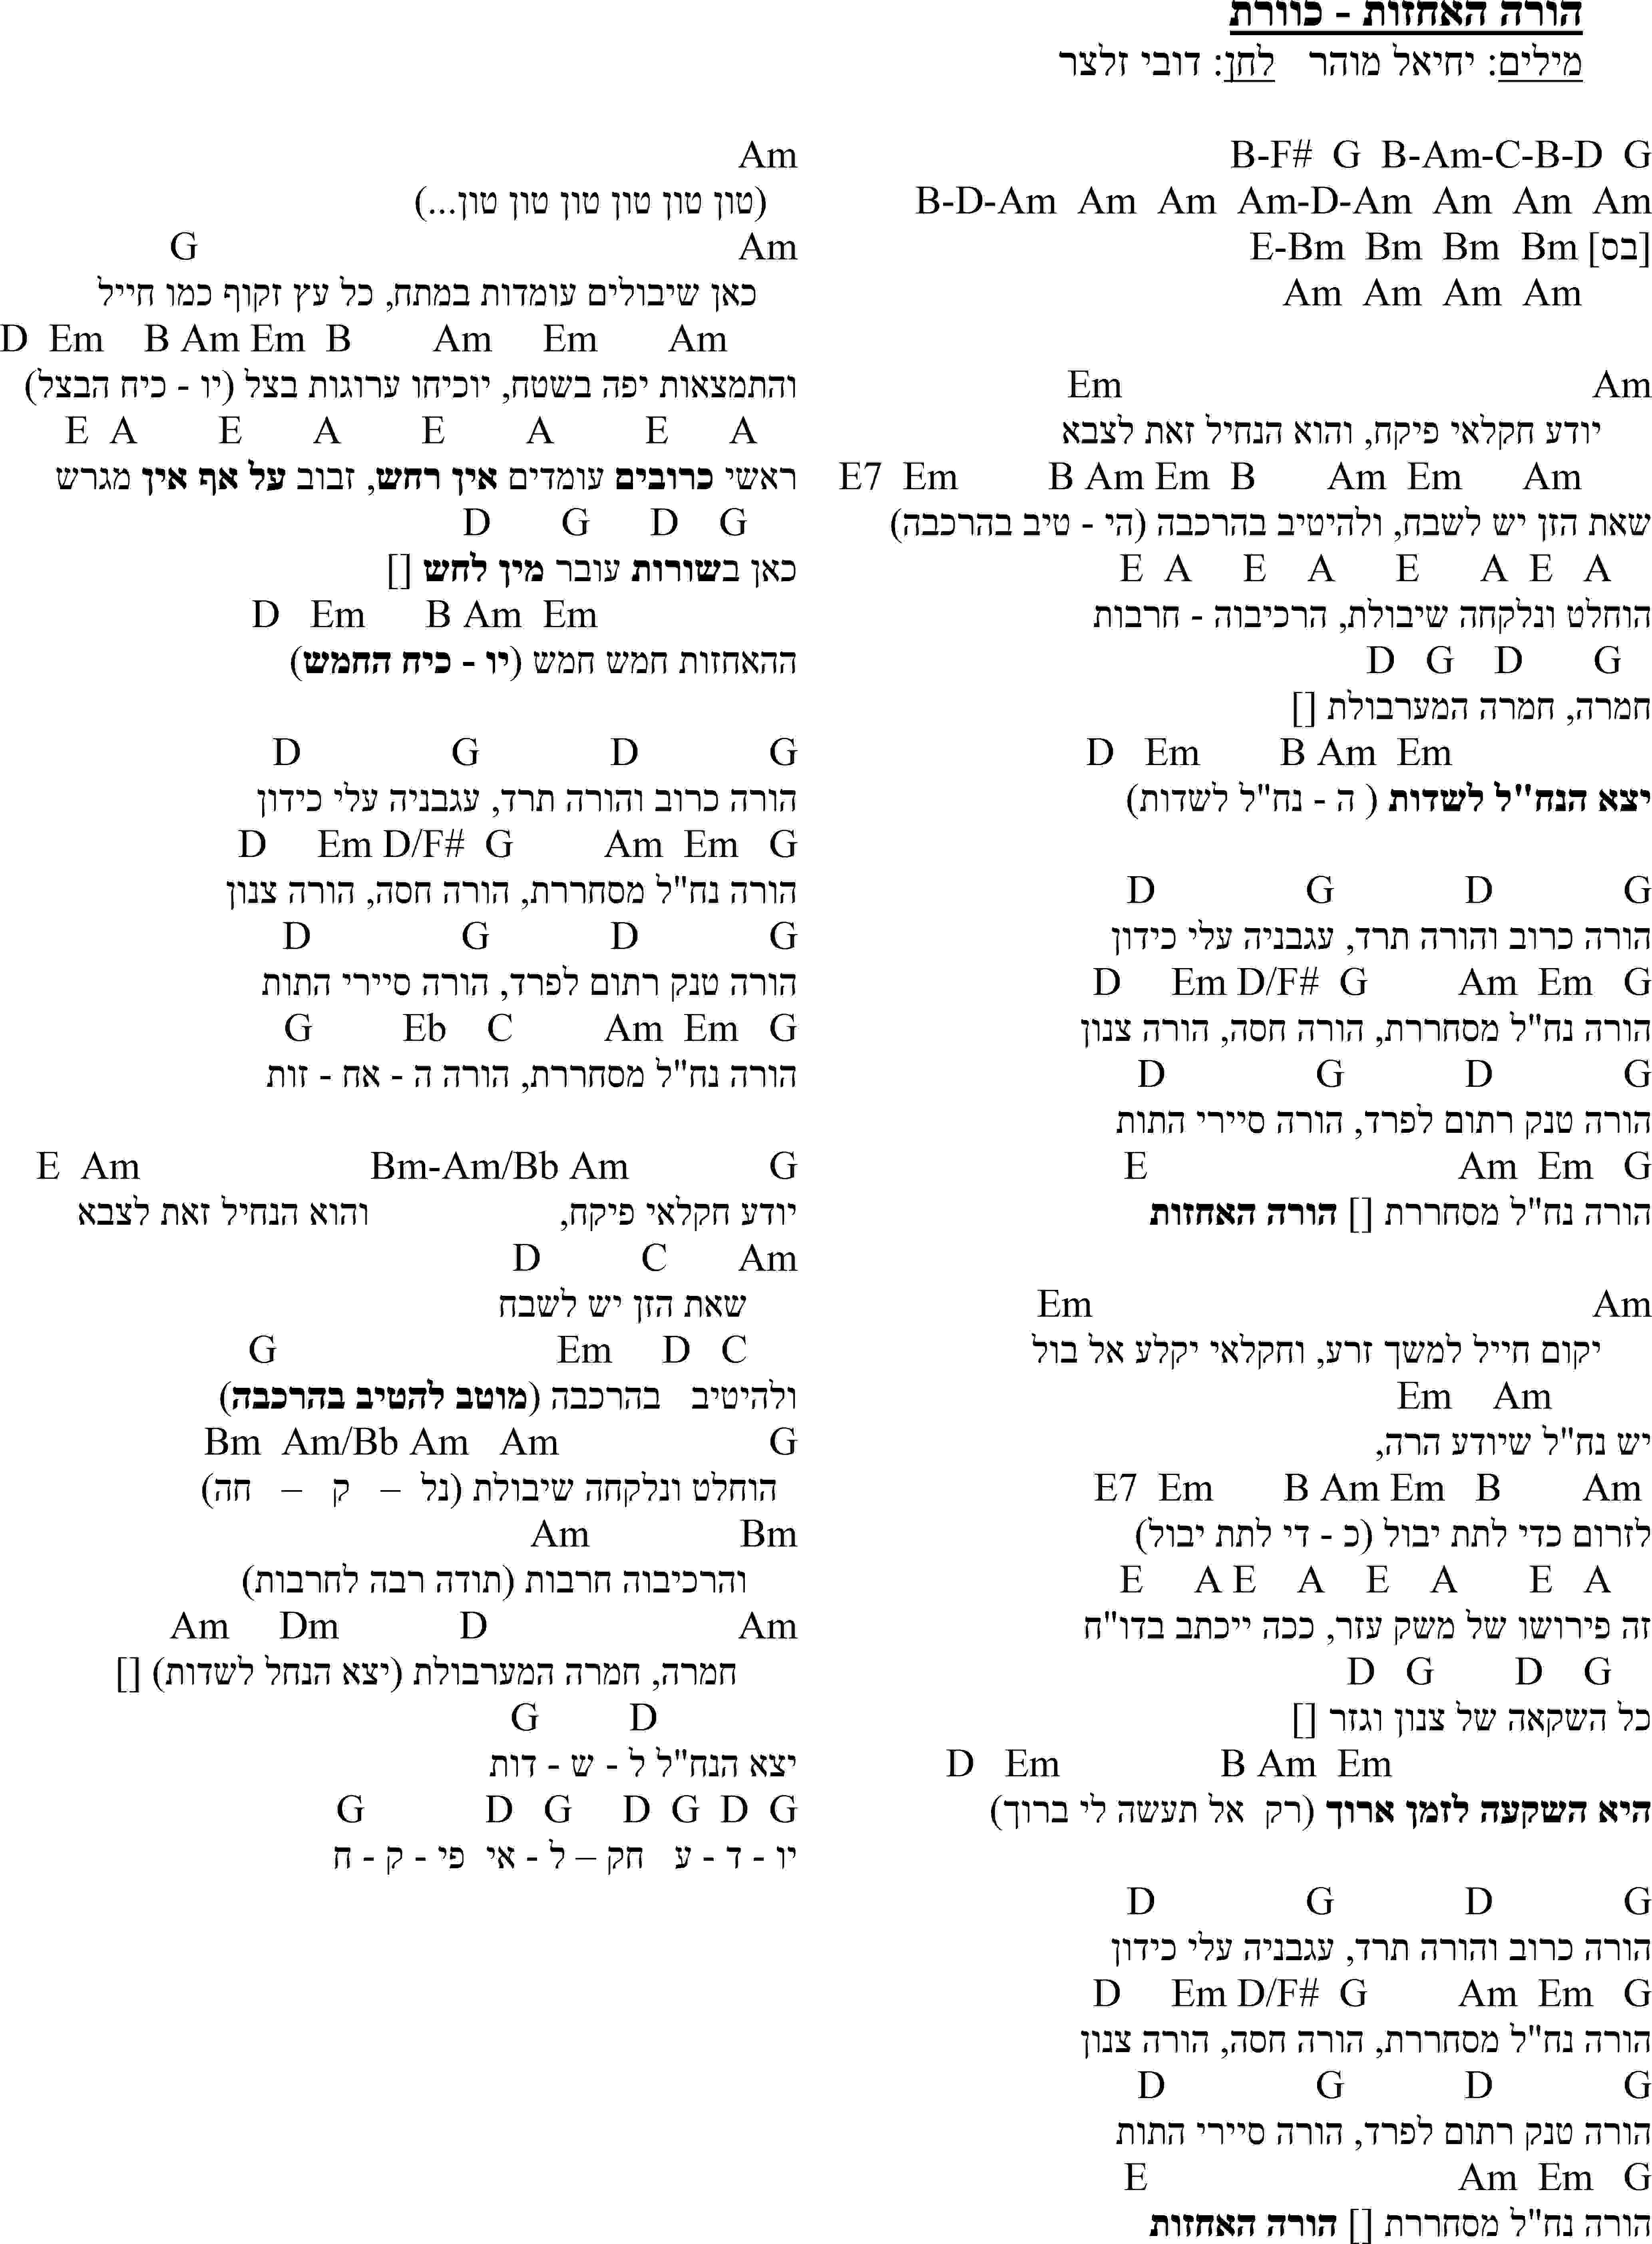 הורה האחזות - כוורת
מילים: יחיאל מוהר לחן: דובי זלצר
B-F# G B-Am-C-B-D G
B-D-Am Am Am Am-D-Am Am Am Am
[בס] E-Bm Bm Bm Bm
Am Am Am Am
Em Am
יודע חקלאי פיקח, והוא הנחיל זאת לצבא
E7 Em B Am Em B Am Em Am
שאת הזן יש לשבח, ולהיטיב בהרכבה (הי - טיב בהרכבה)
E A E A E A E A
הוחלט ונלקחה שיבולת, הרכיבוה - חרבות
D G D G
חמרה, חמרה המערבולת []
D Em B Am Em
יצא הנח"ל לשדות ( ה - נח"ל לשדות)
D G D G
הורה כרוב והורה תרד, עגבניה עלי כידון
D Em D/F# G Am Em G
הורה נח"ל מסחררת, הורה חסה, הורה צנון
D G D G
הורה טנק רתום לפרד, הורה סיירי התות
E Am Em G
הורה נח"ל מסחררת [] הורה האחזות
Em Am
יקום חייל למשך זרע, וחקלאי יקלע אל בול
Em Am
יש נח"ל שיודע הרה,
E7 Em B Am Em B Am
לזרום כדי לתת יבול (כ - די לתת יבול)
E A E A E A E A
זה פירושו של משק עזר, ככה ייכתב בדו"ח
D G D G
כל השקאה של צנון וגזר []
D Em B Am Em
היא השקעה לזמן ארוך (רק אל תעשה לי ברוך)
D G D G
הורה כרוב והורה תרד, עגבניה עלי כידון
D Em D/F# G Am Em G
הורה נח"ל מסחררת, הורה חסה, הורה צנון
D G D G
הורה טנק רתום לפרד, הורה סיירי התות
E Am Em G
הורה נח"ל מסחררת [] הורה האחזות
Am
(טון טון טון טון טון טון טון...)
G Am
כאן שיבולים עומדות במתח, כל עץ זקוף כמו חייל
D Em B Am Em B Am Em Am
והתמצאות יפה בשטח, יוכיחו ערוגות בצל (יו - כיח הבצל)
E A E A E A E A
ראשי כרובים עומדים אין רחש, זבוב על אף אין מגרש
D G D G
כאן בשורות עובר מין לחש []
D Em B Am Em
ההאחזות חמש חמש (יו - כיח החמש)
D G D G
הורה כרוב והורה תרד, עגבניה עלי כידון
D Em D/F# G Am Em G
הורה נח"ל מסחררת, הורה חסה, הורה צנון
D G D G
הורה טנק רתום לפרד, הורה סיירי התות
G Eb C Am Em G
הורה נח"ל מסחררת, הורה ה - אח - זות
E Am Bm-Am/Bb Am G
יודע חקלאי פיקח, והוא הנחיל זאת לצבא
D C Am
שאת הזן יש לשבח
G Em D C
ולהיטיב בהרכבה (מוטב להטיב בהרכבה)
Bm Am/Bb Am Am G
הוחלט ונלקחה שיבולת (נל – ק – חה)
Am Bm
והרכיבוה חרבות (תודה רבה לחרבות)
Am Dm D Am
חמרה, חמרה המערבולת (יצא הנחל לשדות) []
G D
יצא הנח"ל ל - ש - דות
G D G D G D G
יו - ד - ע חק – ל - אי פי - ק - ח